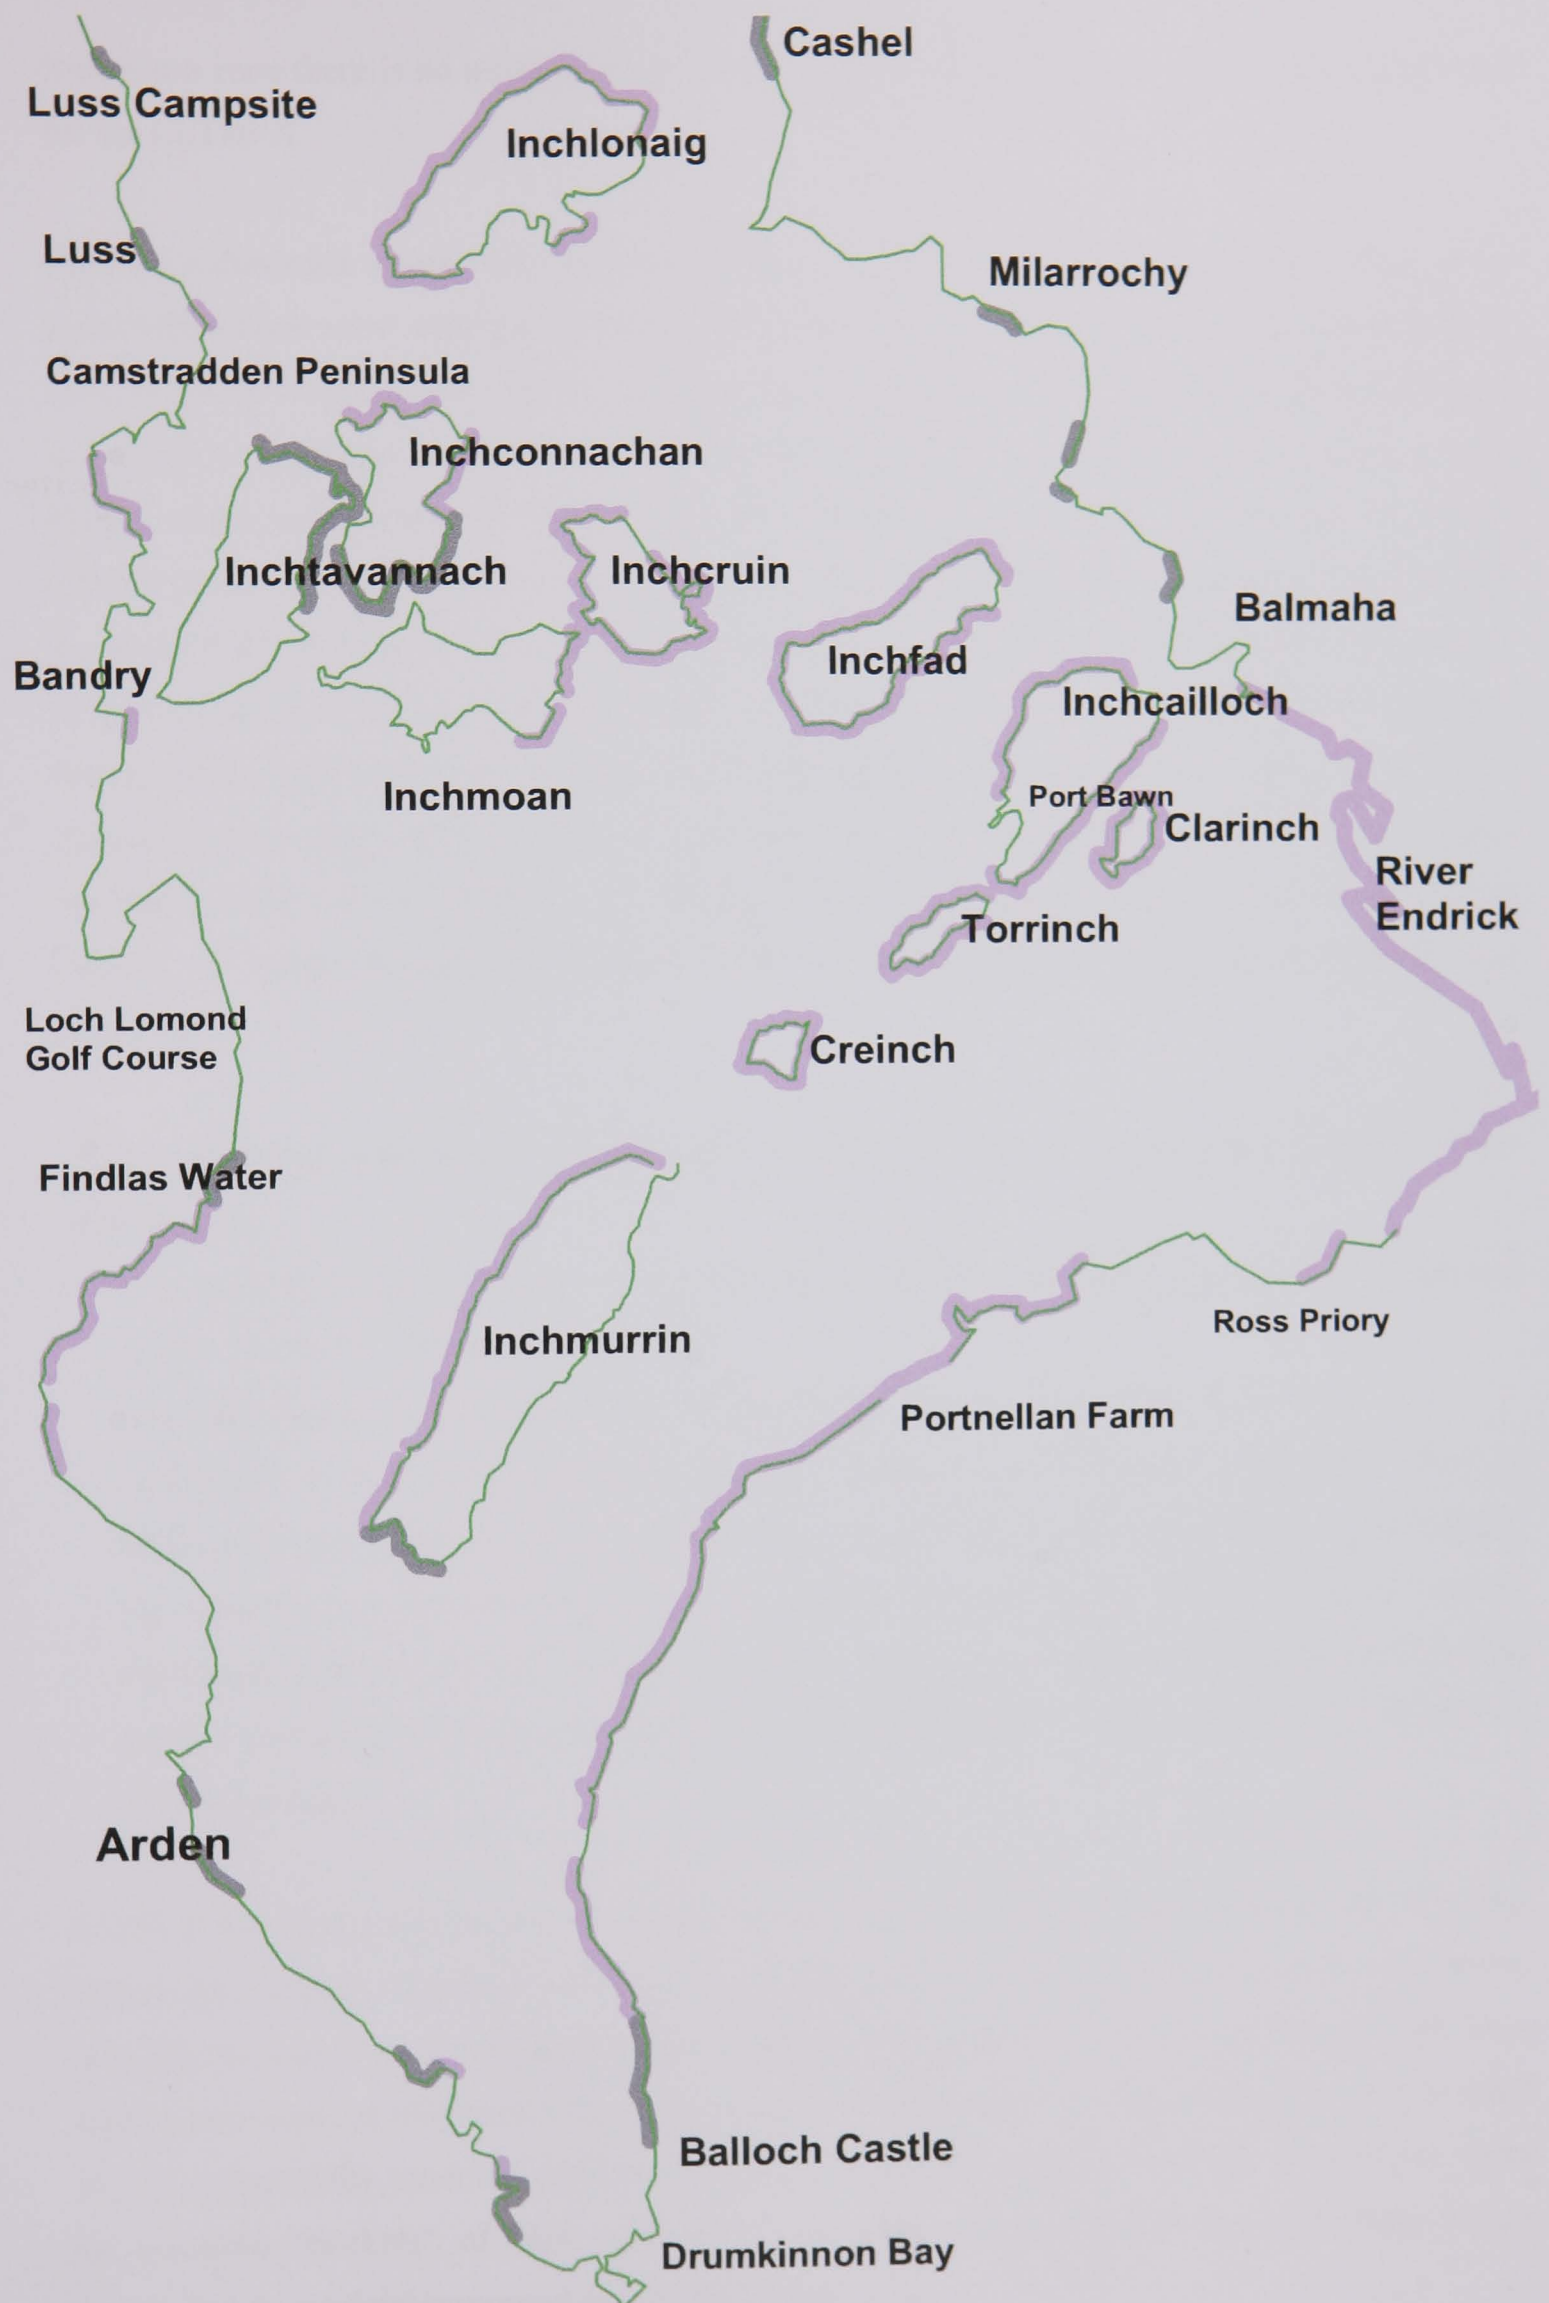 Cashel
Luss Campsite
Inchlonaig
Luss
Milarrochy
Camstradden Peninsula
Inchconnachan
Inchtavannach
Inchcruin
Balmaha
Inchfad
Bandry
Inchcailloch
Inchmoan
Port Bawn
Clarinch
River
Endrick
Torrinch
Loch Lomond
Golf Course
Creinch
Findlas Water
Inchmurrin
Ross Priory
Portnellan Farm
Arden
Balloch Castle
Drumkinnon Bay